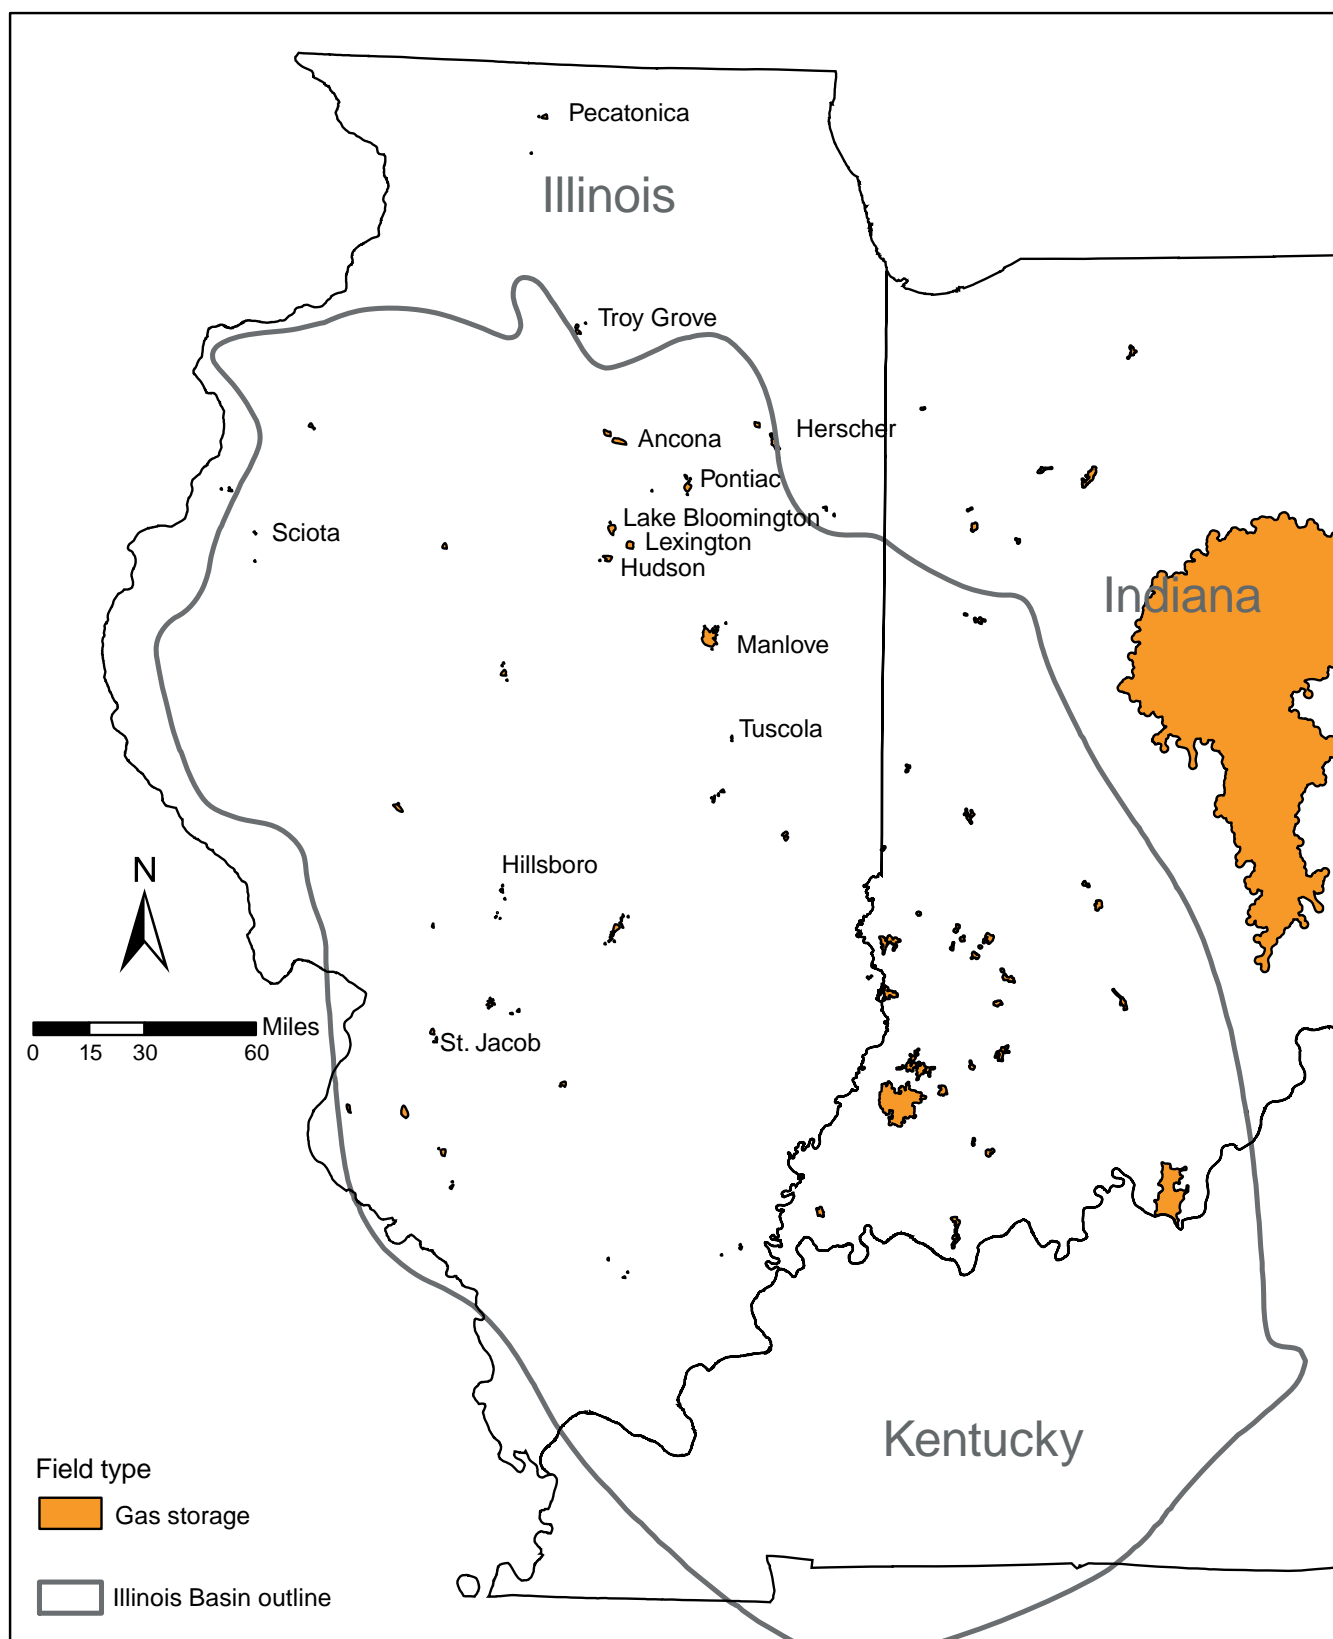 Pecatonica
Illinois
Troy Grove
Herscher
Ancona
Pontiac
Lake Bloomington
Sciota
Lexington
Hudson
Indiana
Manlove
Tuscola
Hillsboro
N
Miles
0 15 30 60
St. Jacob
Kentucky
Field type
Gas storage
Illinois Basin outline